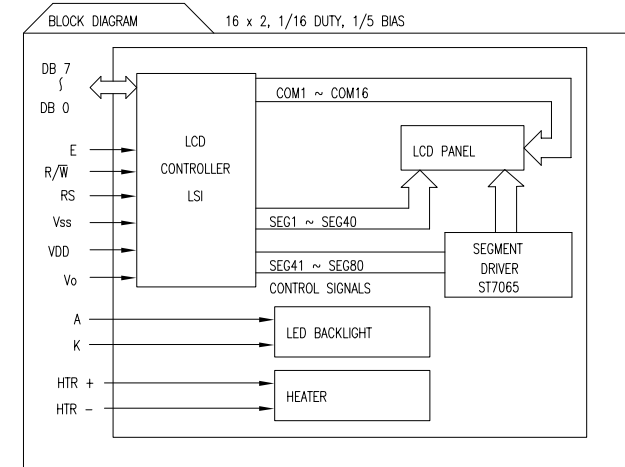 BLOCK DIAGRAM
16 x 2, 1/16 DUTY, 1/5 BIAS
DB 7
∫
DB 0
E
R/W̅
RS
Vss
VDD
Vo
A
K
HTR +
HTR -
LCD
CONTROLLER
LSI
COM1 ~ COM16
LCD PANEL
SEG1 ~ SEG40
SEG41 ~ SEG80
CONTROL SIGNALS
SEGMENT
DRIVER
ST7065
LED BACKLIGHT
HEATER